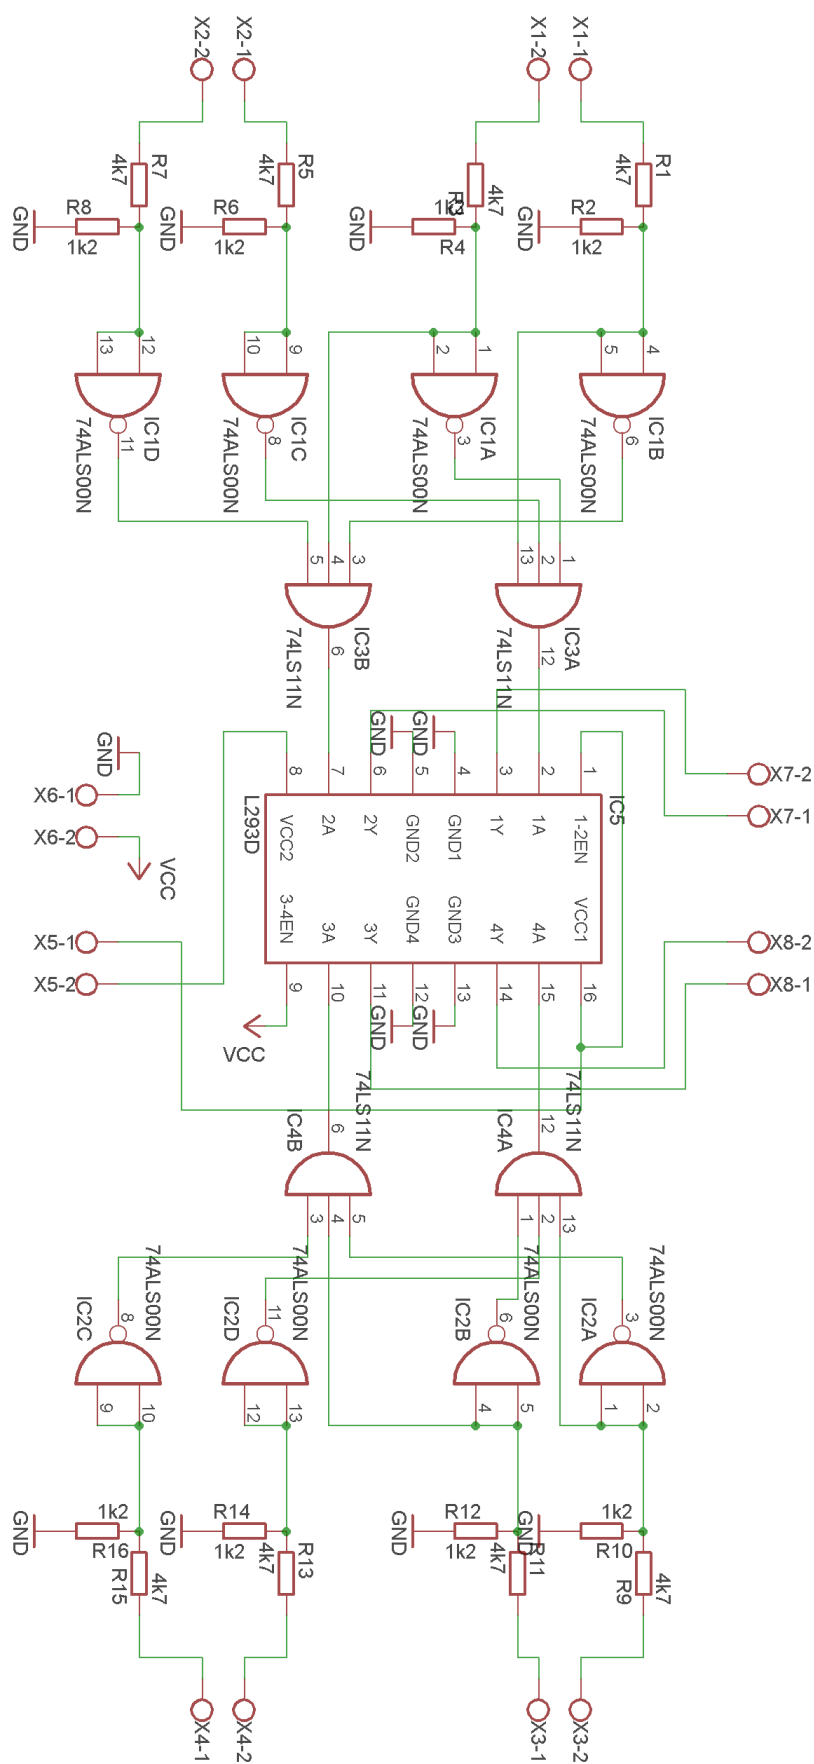 X2-2
X2-1
X1-2
X1-1
R7
4k7
R5
4k7
4k7
R3
R1
4k7
R8
1k2
GND
R6
1k2
GND
1k2
R4
GND
R2
1k2
GND
13
12
10
9
2
1
5
4
IC1D
11
74ALS00N
IC1C
8
74ALS00N
IC1A
3
74ALS00N
IC1B
6
74ALS00N
5
4
3
13
2
1
IC3B
6
74LS11N
IC3A
12
74LS11N
GND
GND
GND
8
7
6
5
4
3
2
1
X7-2
X7-1
X6-1
X6-2
VCC
L293D
IC5
VCC2
2A
2Y
GND2
GND1
1Y
1A
1-2EN
3-4EN
3A
3Y
GND4
GND3
4Y
4A
VCC1
X5-1
X5-2
X8-2
X8-1
9
10
11
12
13
14
15
16
GND
GND
VCC
74LS11N
IC4B
6
74LS11N
IC4A
12
3
4
5
1
2
13
74ALS00N
IC2C
8
74ALS00N
IC2D
11
74ALS00N
IC2B
6
74ALS00N
IC2A
3
9
10
12
13
4
5
1
2
1k2
R16
GND
R14
1k2
GND
R12
1k2
GND
1k2
R10
GND
4k7
R15
4k7
R13
4k7
R11
4k7
R9
X4-1
X4-2
X3-1
X3-2